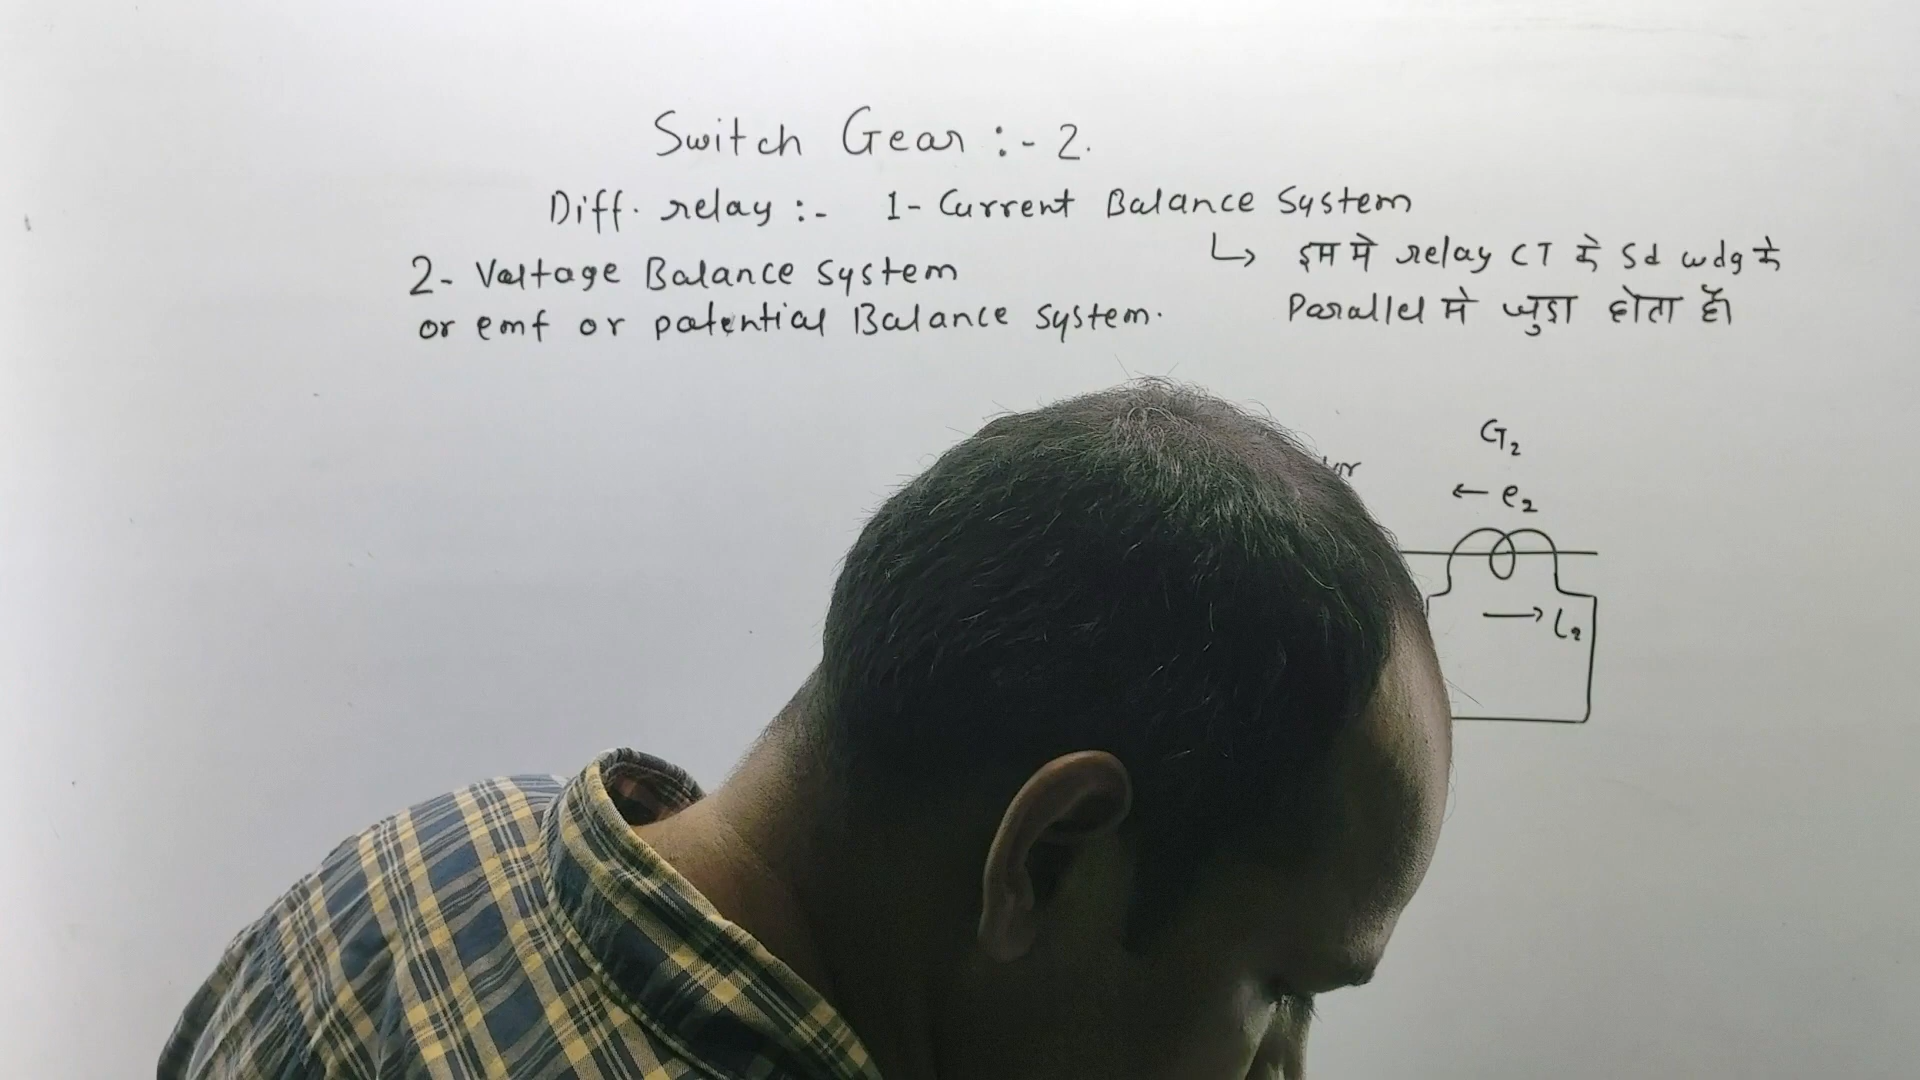 Switch Gear :- 2.
Diff. relay :- 1- Current Balance System
↳ इस मे relay CT के Sd wdg के
Parallel मे जुडा होता हैं
2- Voltage Balance System
or emf or potential Balance system.
G₂
← e₂
→ i₂